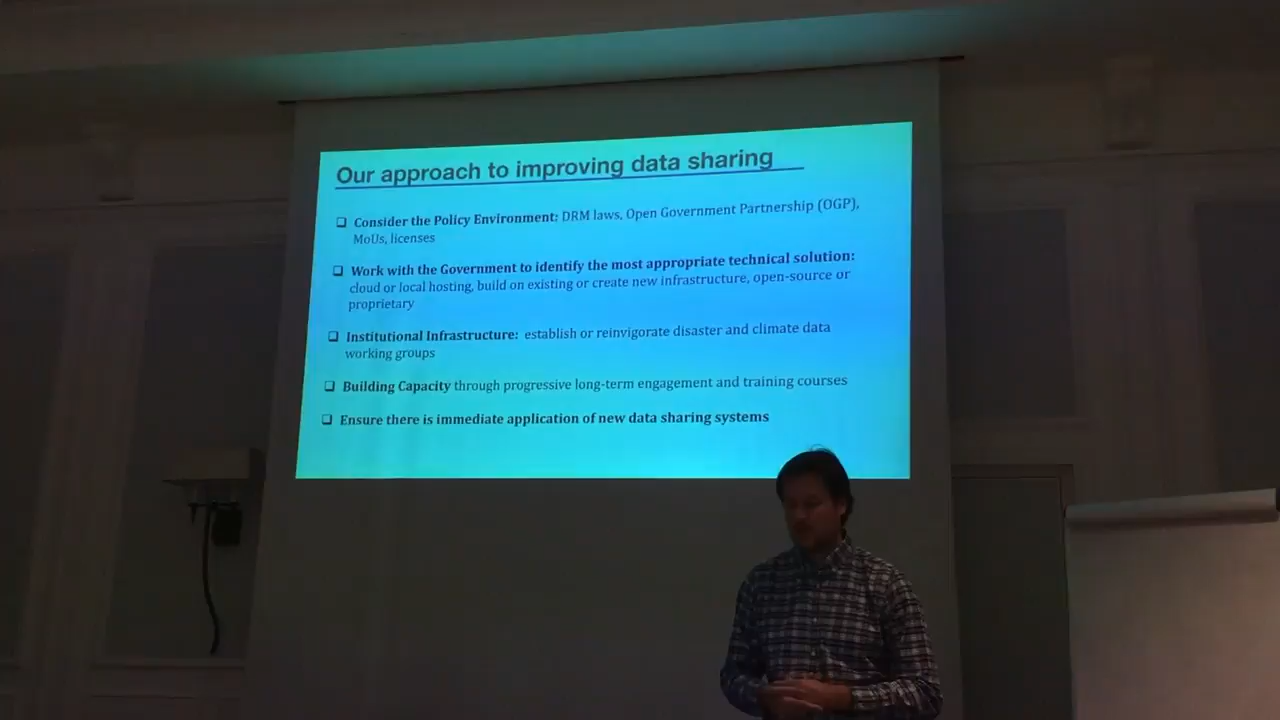 Our approach to improving data sharing
❑ Consider the Policy Environment: DRM laws, Open Government Partnership (OGP),
MoUs, licenses
❑ Work with the Government to identify the most appropriate technical solution:
cloud or local hosting, build on existing or create new infrastructure, open-source or
proprietary
❑ Institutional Infrastructure: establish or reinvigorate disaster and climate data
working groups
❑ Building Capacity through progressive long-term engagement and training courses
❑ Ensure there is immediate application of new data sharing systems